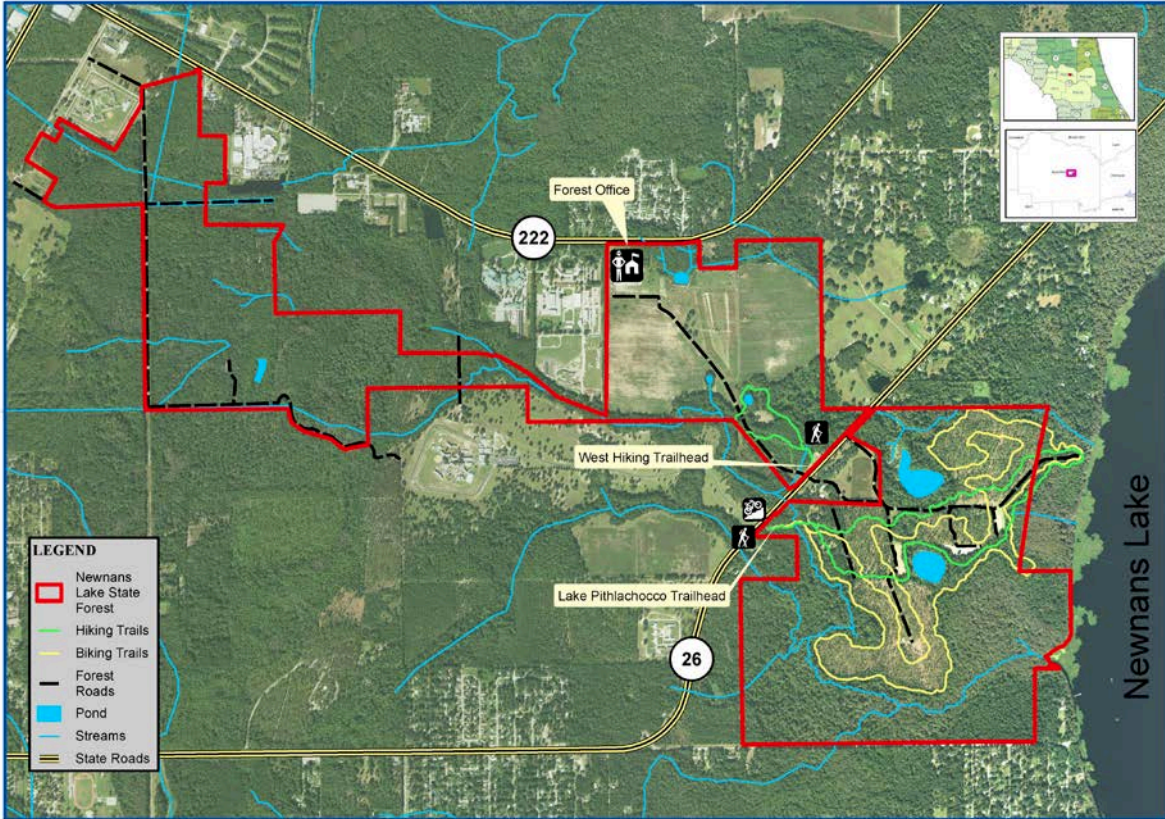 Forest Office
222
West Hiking Trailhead
Lake Pithlachocco Trailhead
26
Newnans Lake
LEGEND
Newnans
Lake State
Forest
Hiking Trails
Biking Trails
Forest
Roads
Pond
Streams
State Roads